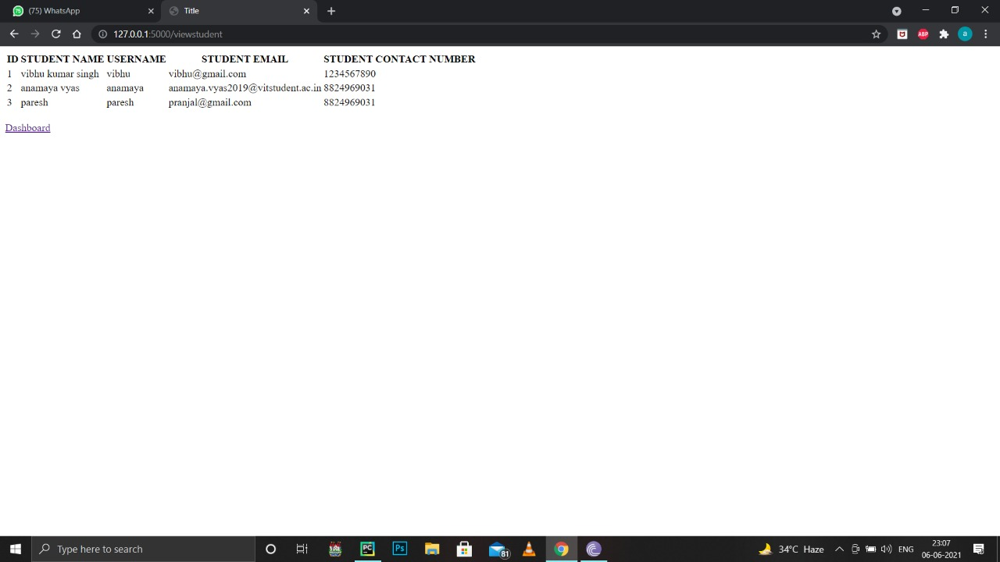 (75) WhatsApp
Title
127.0.0.1:5000/viewstudent
ABP
a
ID STUDENT NAME USERNAME STUDENT EMAIL STUDENT CONTACT NUMBER
1 vibhu kumar singh vibhu vibhu@gmail.com 1234567890
2 anamaya vyas anamaya anamaya.vyas2019@vitstudent.ac.in 8824969031
3 paresh paresh pranjal@gmail.com 8824969031
Dashboard
Type here to search
PC
Ps
81
34°C Haze
ENG
23:07
06-06-2021